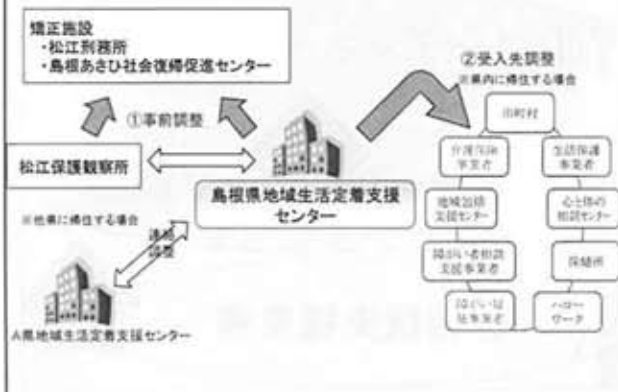 矯正施設
・松江刑務所
・島根あさひ社会復帰促進センター
①事前調整
松江保護観察所
島根県地域生活定着支援
センター
※他県に帰住する場合
連絡
調整
A県地域生活定着支援センター
②受入先調整
※県内に帰住する場合
市町村
介護保険
事業者
生活保護
事業者
地域包括
支援センター
心と体の
相談センター
障がい者相談
支援事業者
保健所
障がい福
祉事業者
ハロー
ワーク